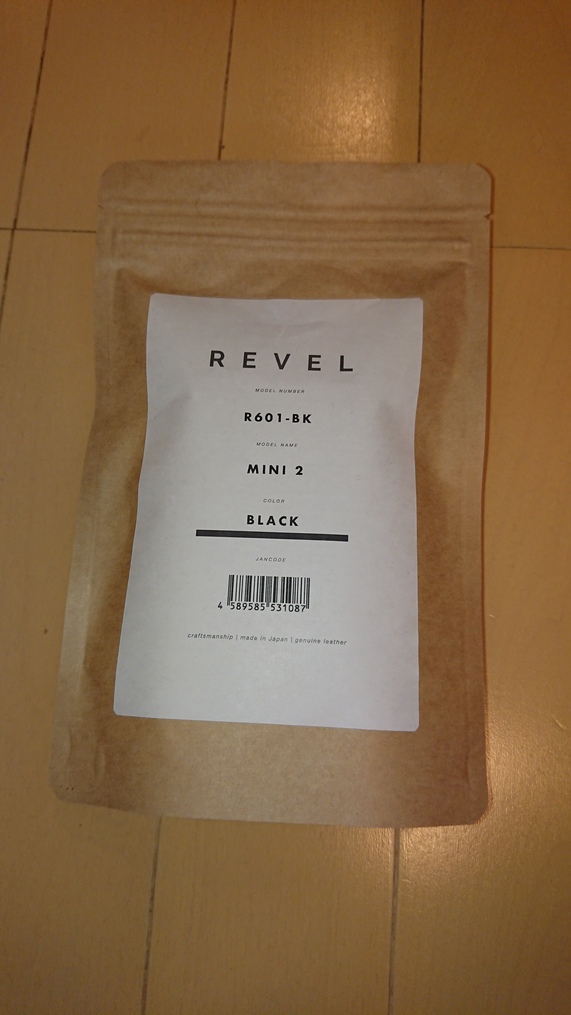 REVEL
MODEL NUMBER
R601-BK
MODEL NAME
MINI 2
COLOR
BLACK
JANCODE
4 589585 531087
craftsmanship | made in Japan | genuine leather